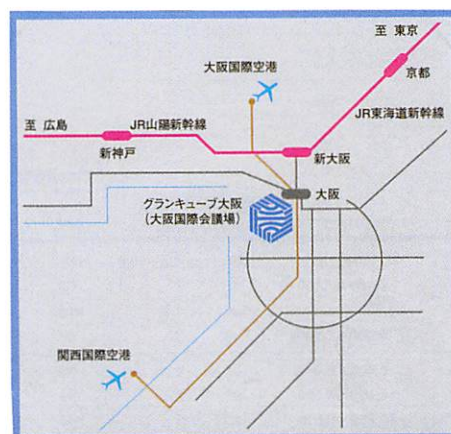 至 東京
大阪国際空港
京都
至 広島
JR山陽新幹線
JR東海道新幹線
新神戸
新大阪
大阪
グランキューブ大阪
(大阪国際会議場)
関西国際空港